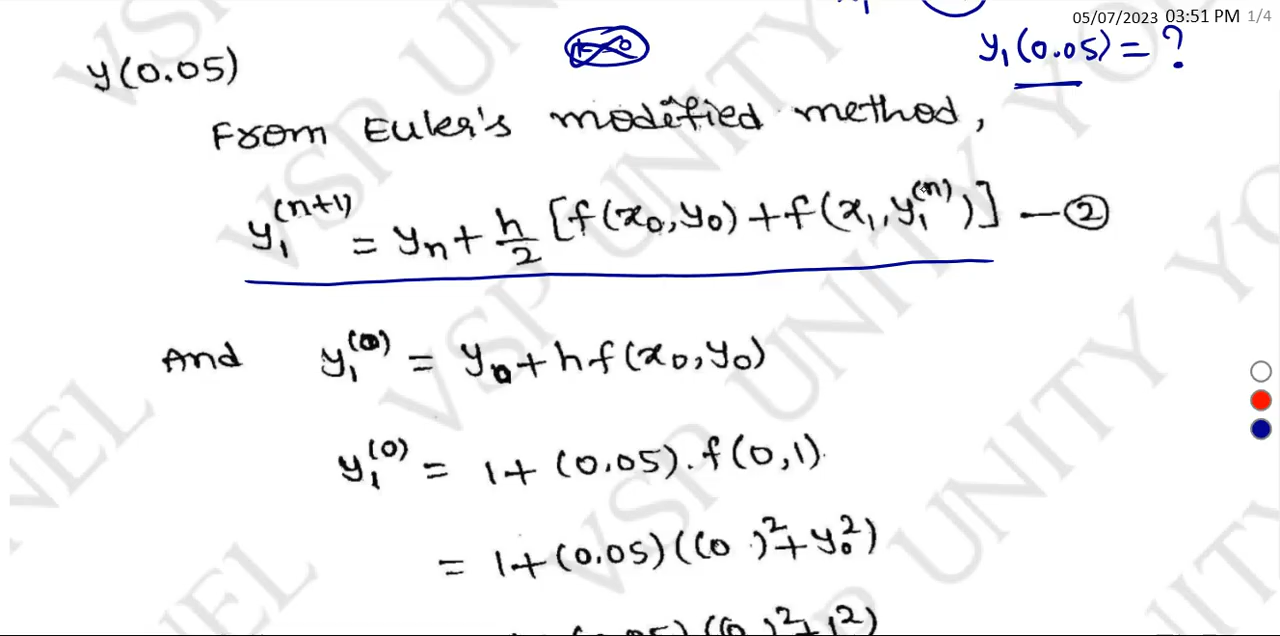 05/07/2023 03:51 PM 1/4
y₁(0.05) = ?
y(0.05)
From Euler's modified method,
y₁⁽ⁿ⁺¹⁾ = yₙ + h/2 [f(x₀,y₀) + f(x₁,y₁⁽ⁿ⁾)] — ②
And y₁⁽⁰⁾ = y₀ + hf(x₀,y₀)
y₁⁽⁰⁾ = 1+(0.05).f(0,1).
= 1+(0.05)((0 )²+y₀²)
VSP UNITY